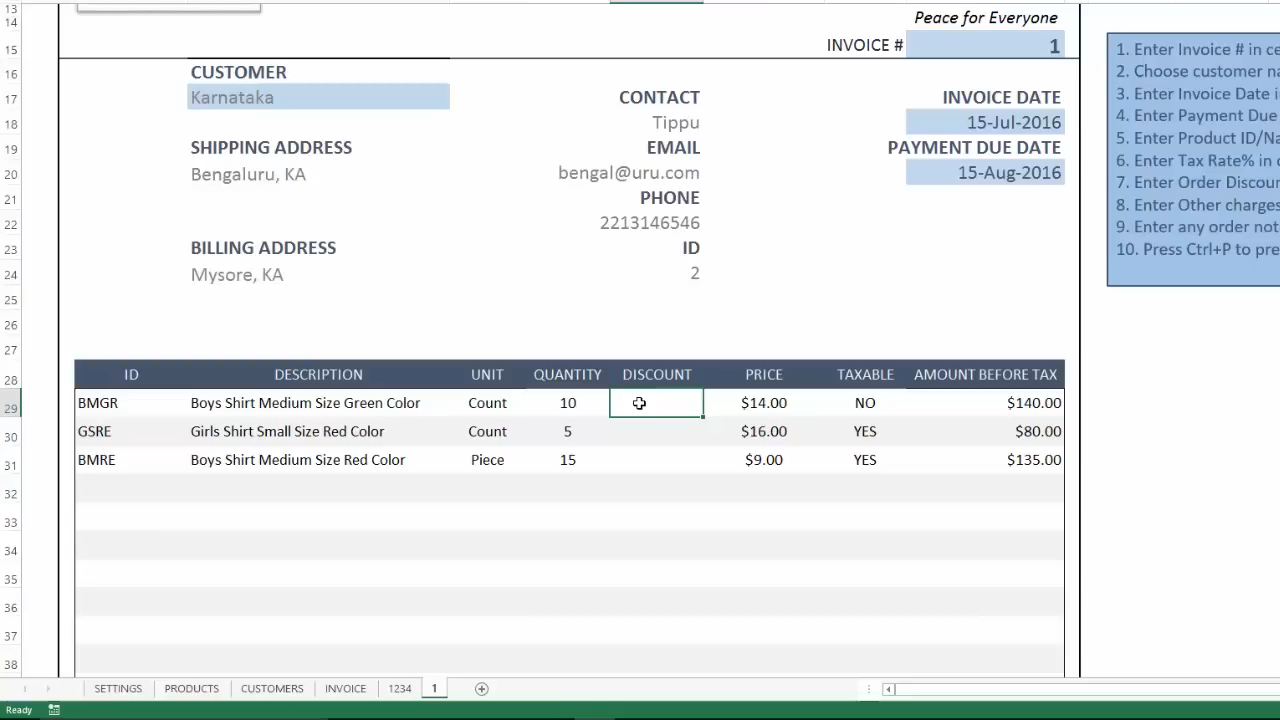 Peace for Everyone
INVOICE # 1
CUSTOMER
Karnataka
CONTACT
INVOICE DATE
Tippu
15-Jul-2016
SHIPPING ADDRESS
EMAIL
PAYMENT DUE DATE
Bengaluru, KA
bengal@uru.com
15-Aug-2016
PHONE
2213146546
BILLING ADDRESS
ID
Mysore, KA
2
1. Enter Invoice # in ce
2. Choose customer na
3. Enter Invoice Date i
4. Enter Payment Due
5. Enter Product ID/Na
6. Enter Tax Rate% in c
7. Enter Order Discoun
8. Enter Other charges
9. Enter any order not
10. Press Ctrl+P to pre
ID DESCRIPTION UNIT QUANTITY DISCOUNT PRICE TAXABLE AMOUNT BEFORE TAX
BMGR Boys Shirt Medium Size Green Color Count 10 $14.00 NO $140.00
GSRE Girls Shirt Small Size Red Color Count 5 $16.00 YES $80.00
BMRE Boys Shirt Medium Size Red Color Piece 15 $9.00 YES $135.00
13
14
15
16
17
18
19
20
21
22
23
24
25
26
27
28
29
30
31
32
33
34
35
36
37
38
SETTINGS PRODUCTS CUSTOMERS INVOICE 1234 1
Ready